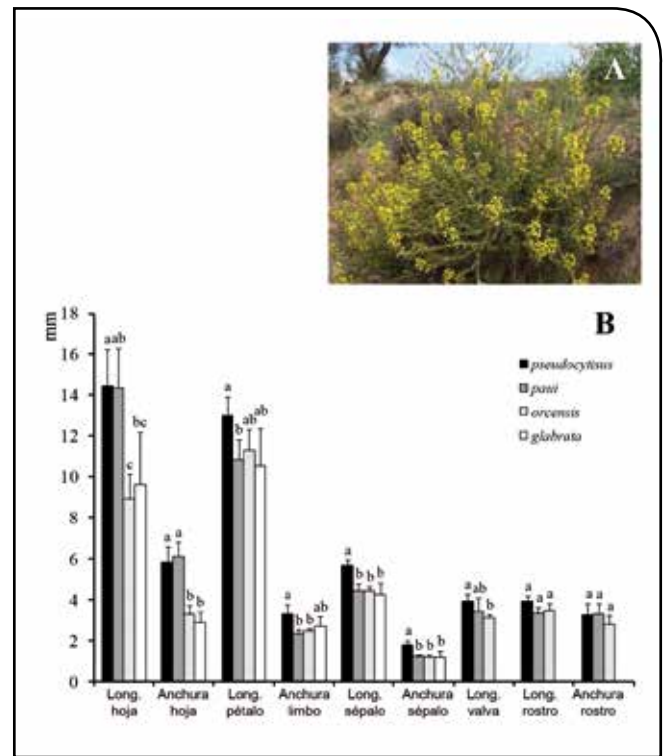 A
B
mm
18
16
14
12
10
8
6
4
2
0
pseudocytisus
paui
orcensis
glabrata
a ab c bc
a a b b
a b ab ab
a b b ab
a b b b
a b b b
a ab b
a a a
a a a
Long. hoja
Anchura hoja
Long. pétalo
Anchura limbo
Long. sépalo
Anchura sépalo
Long. valva
Long. rostro
Anchura rostro